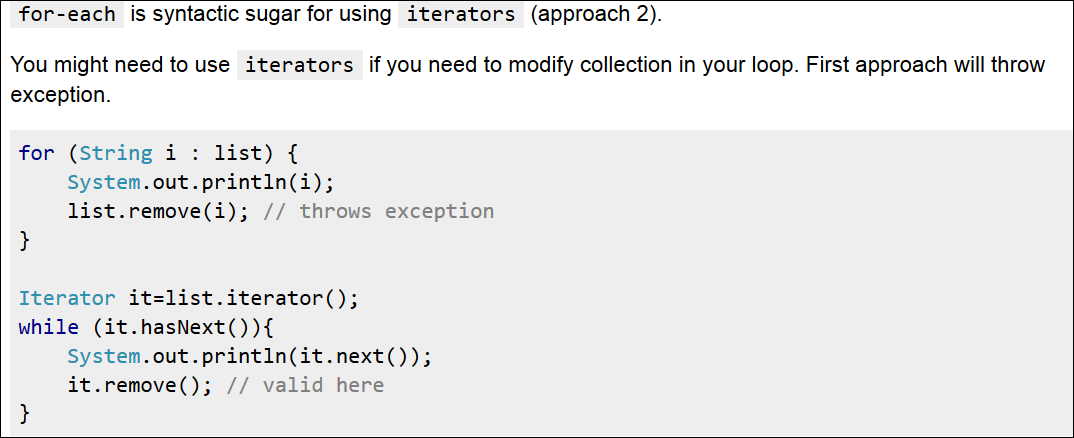 for-each is syntactic sugar for using iterators (approach 2).
You might need to use iterators if you need to modify collection in your loop. First approach will throw
exception.
for (String i : list) {
    System.out.println(i);
    list.remove(i); // throws exception
}
Iterator it=list.iterator();
while (it.hasNext()){
    System.out.println(it.next());
    it.remove(); // valid here
}